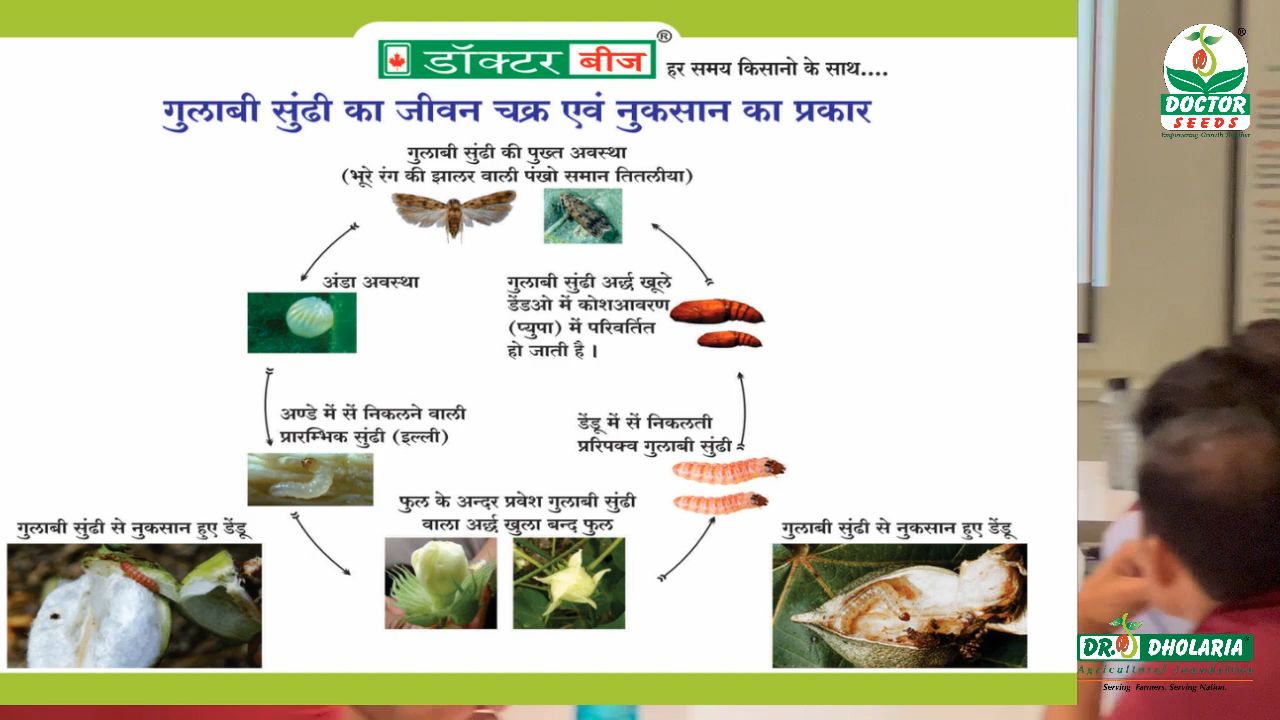 डॉक्टर बीज ®
हर समय किसानो के साथ....
गुलाबी सुंढी का जीवन चक्र एवं नुकसान का प्रकार
गुलाबी सुंढी की पुख्त अवस्था
(भूरे रंग की झालर वाली पंखो समान तितलीया)
अंडा अवस्था
गुलाबी सुंढी अर्द्ध खूले
डेंडओ में कोशआवरण
(प्युपा) में परिवर्तित
हो जाती है ।
अण्डे में सें निकलने वाली
प्रारम्भिक सुंढी (इल्ली)
डेंडू में सें निकलती
प्ररिपक्व गुलाबी सुंढी
फुल के अन्दर प्रवेश गुलाबी सुंढी
वाला अर्द्ध खुला बन्द फुल
गुलाबी सुंढी से नुकसान हुए डेंडू
गुलाबी सुंढी से नुकसान हुए डेंडू
®
DOCTOR
SEEDS
DR. DHOLARIA
Serving Farmers. Serving Nation.